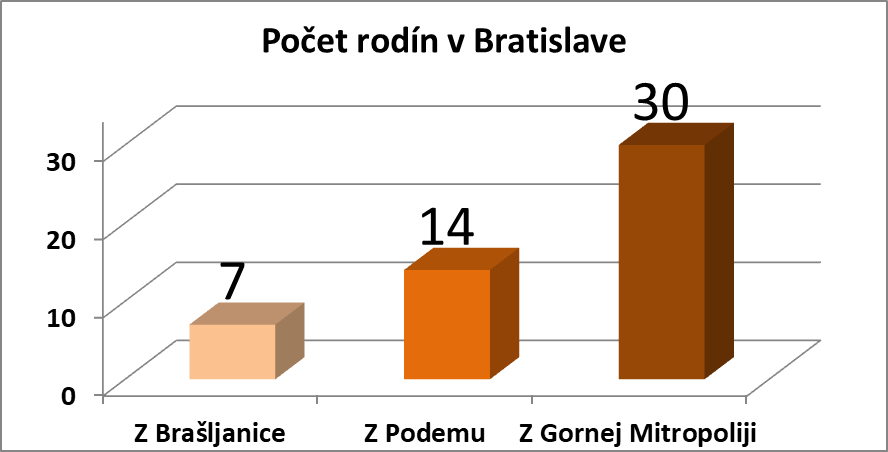 Počet rodín v Bratislave
30
20
10
0
7
14
30
Z Brašljanice
Z Podemu
Z Gornej Mitropoliji